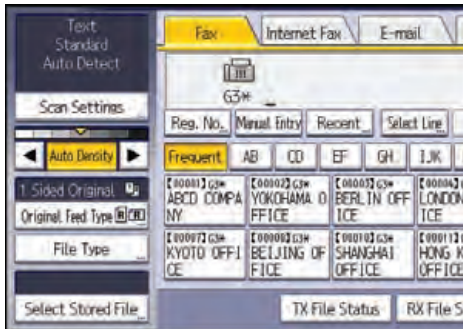 Text
Standard
Auto Detect
Scan Settings
Auto Density
1 Sided Original
Original Feed Type
File Type
Select Stored File
Fax
Internet Fax
E-mail
G3*
Reg. No.
Manual Entry
Recent
Select Line
Frequent
AB
CD
EF
GH
IJK
[00001]G3*
ABCD COMPA
NY
[00002]G3*
YOKOHAMA O
FFICE
[00003]G3*
BERLIN OFF
ICE
LONDON
ICE
[00007]G3*
KYOTO OFFI
CE
BEIJING OF
FICE
[00010]G3*
SHANGHAI
OFFICE
HONG K
OFFICE
TX File Status
RX File S